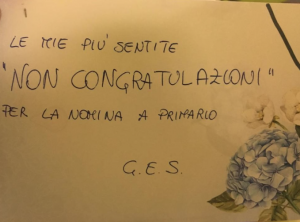 LE MIE PIU' SENTITE
"NON CONGRATULAZIONI"
PER LA NOMINA A PRIMARIO
G.E.S.